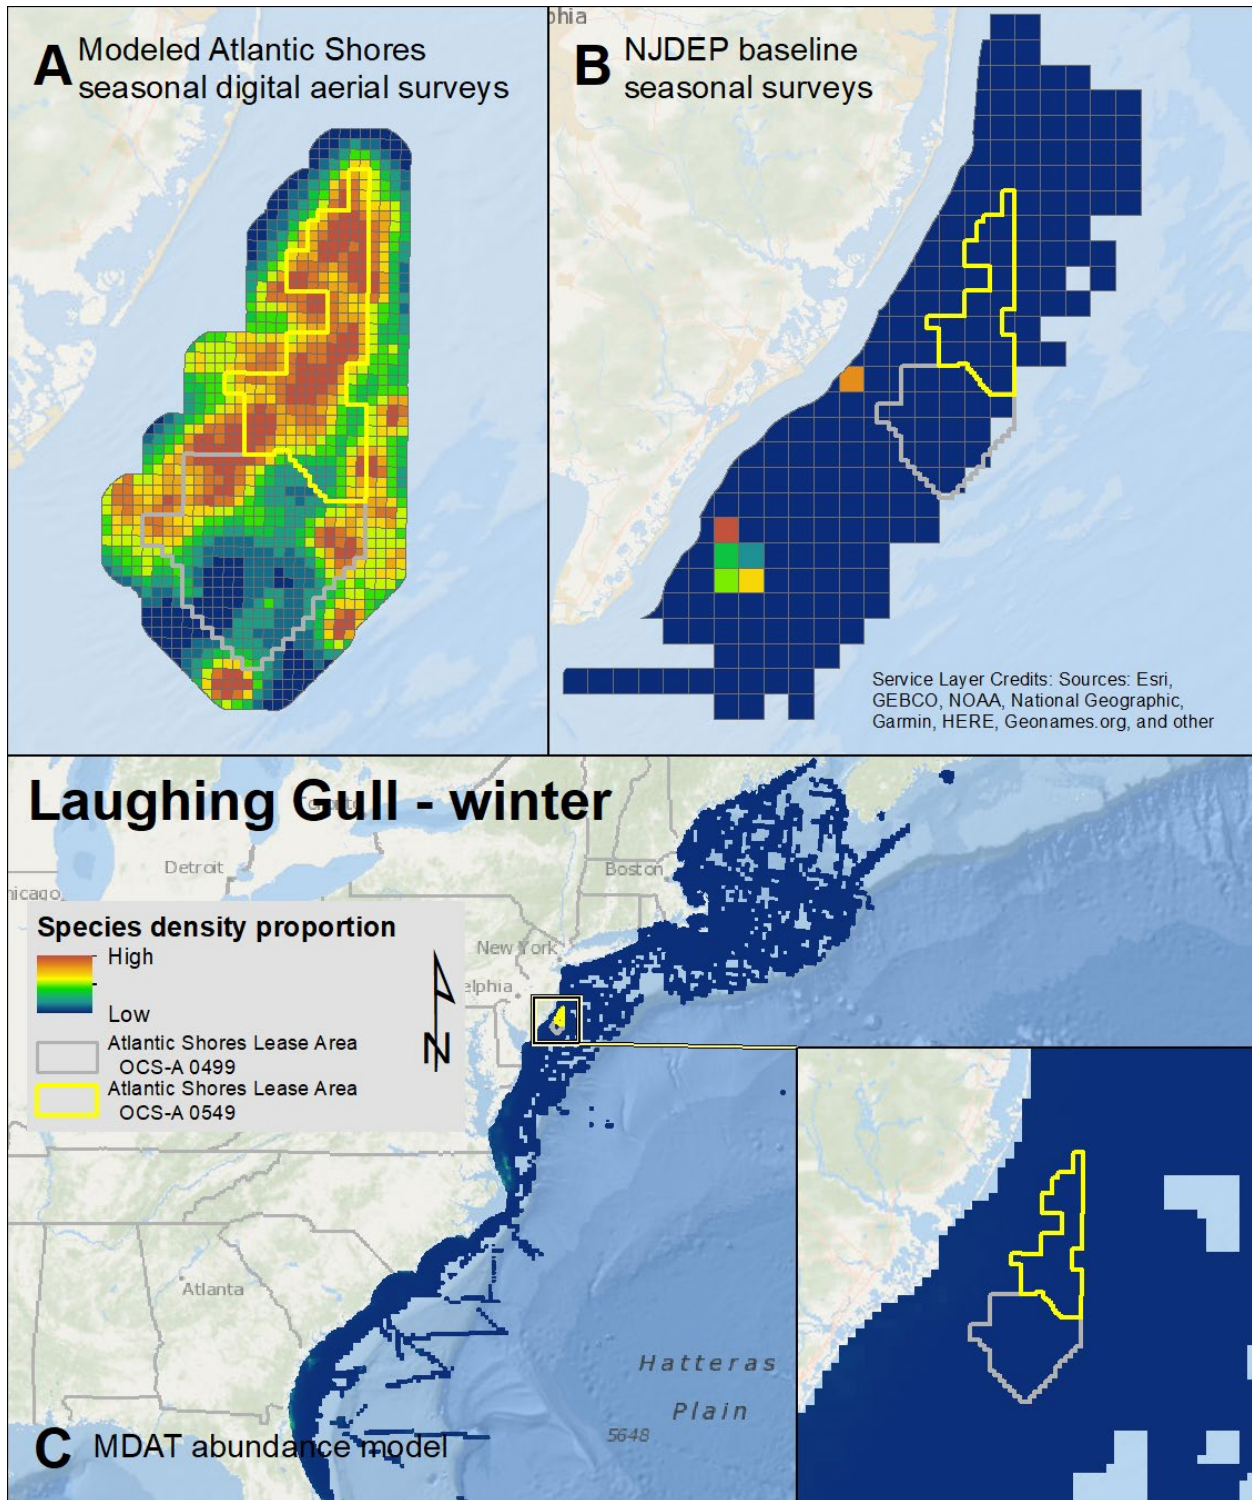 phia
A Modeled Atlantic Shores
seasonal digital aerial surveys
B NJDEP baseline
seasonal surveys
Service Layer Credits: Sources: Esri,
GEBCO, NOAA, National Geographic,
Garmin, HERE, Geonames.org, and other
Laughing Gull - winter
Detroit
hicago
Boston
New York
elphia
Species density proportion
High
Low
Atlantic Shores Lease Area
OCS-A 0499
Atlantic Shores Lease Area
OCS-A 0549
N
Atlanta
Hatteras
Plain
5648
C MDAT abundance model